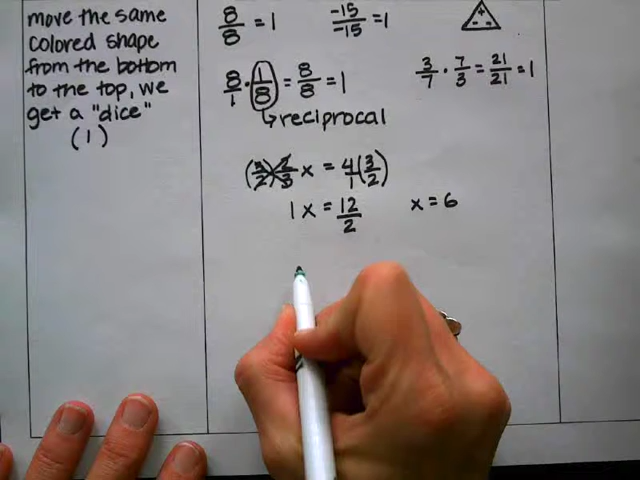 move the same
colored shape
from the bottom
to the top, we
get a "dice"
(1)
8/8 = 1
-15/-15 = 1
+
- -
8/1 · 1/8 = 8/8 = 1
reciprocal
3/7 · 7/3 = 21/21 = 1
(3/2) 2/3 x = 4/1 (3/2)
1x = 12/2
x = 6